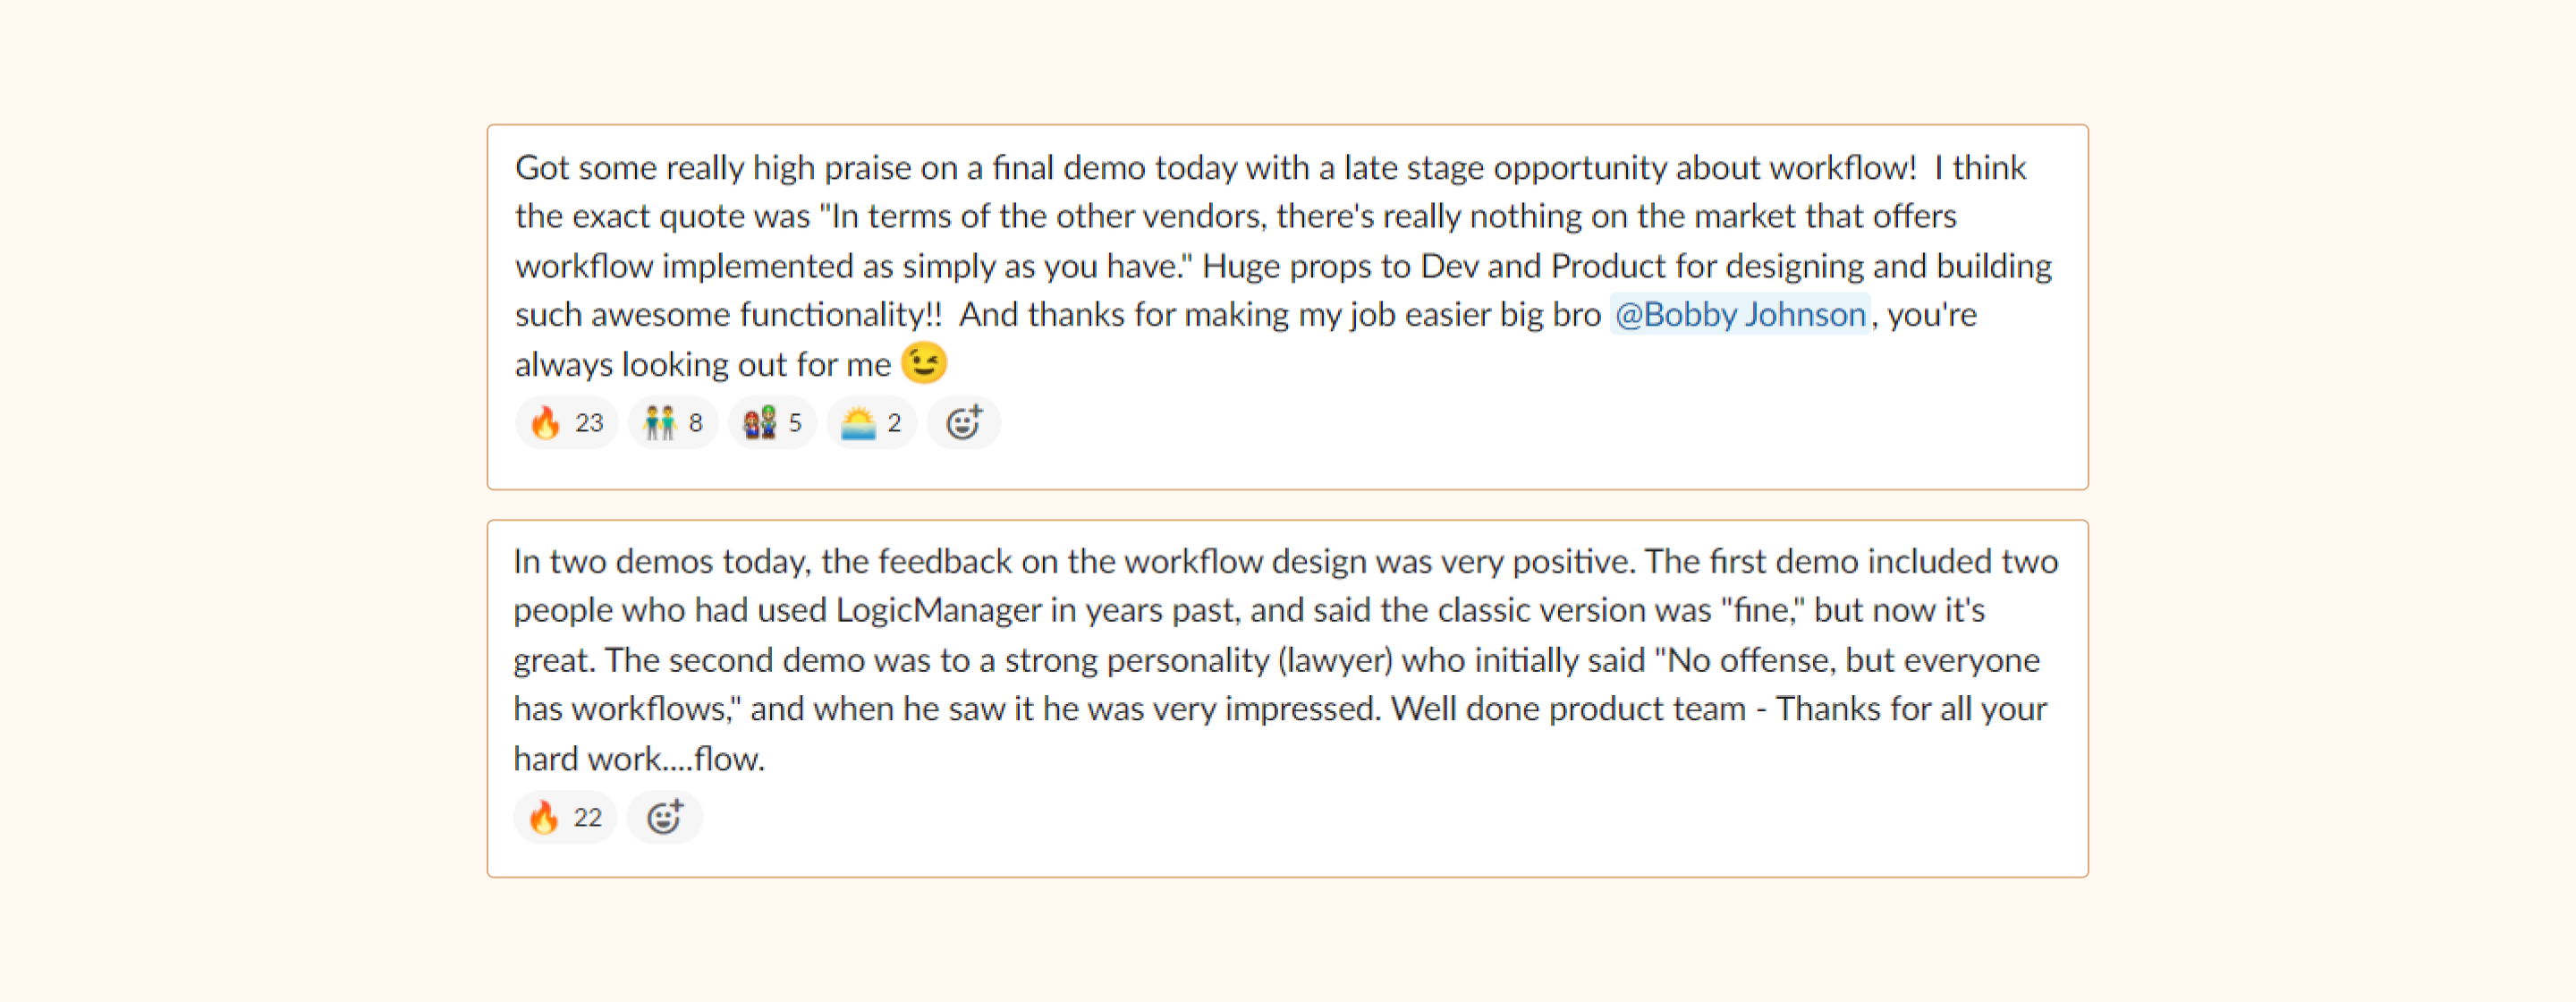 Got some really high praise on a final demo today with a late stage opportunity about workflow!  I think
the exact quote was "In terms of the other vendors, there's really nothing on the market that offers
workflow implemented as simply as you have." Huge props to Dev and Product for designing and building
such awesome functionality!!  And thanks for making my job easier big bro @Bobby Johnson, you're
always looking out for me 😉
🔥 23 👬 8 5 🌅 2
In two demos today, the feedback on the workflow design was very positive. The first demo included two
people who had used LogicManager in years past, and said the classic version was "fine," but now it's
great. The second demo was to a strong personality (lawyer) who initially said "No offense, but everyone
has workflows," and when he saw it he was very impressed. Well done product team - Thanks for all your
hard work....flow.
🔥 22